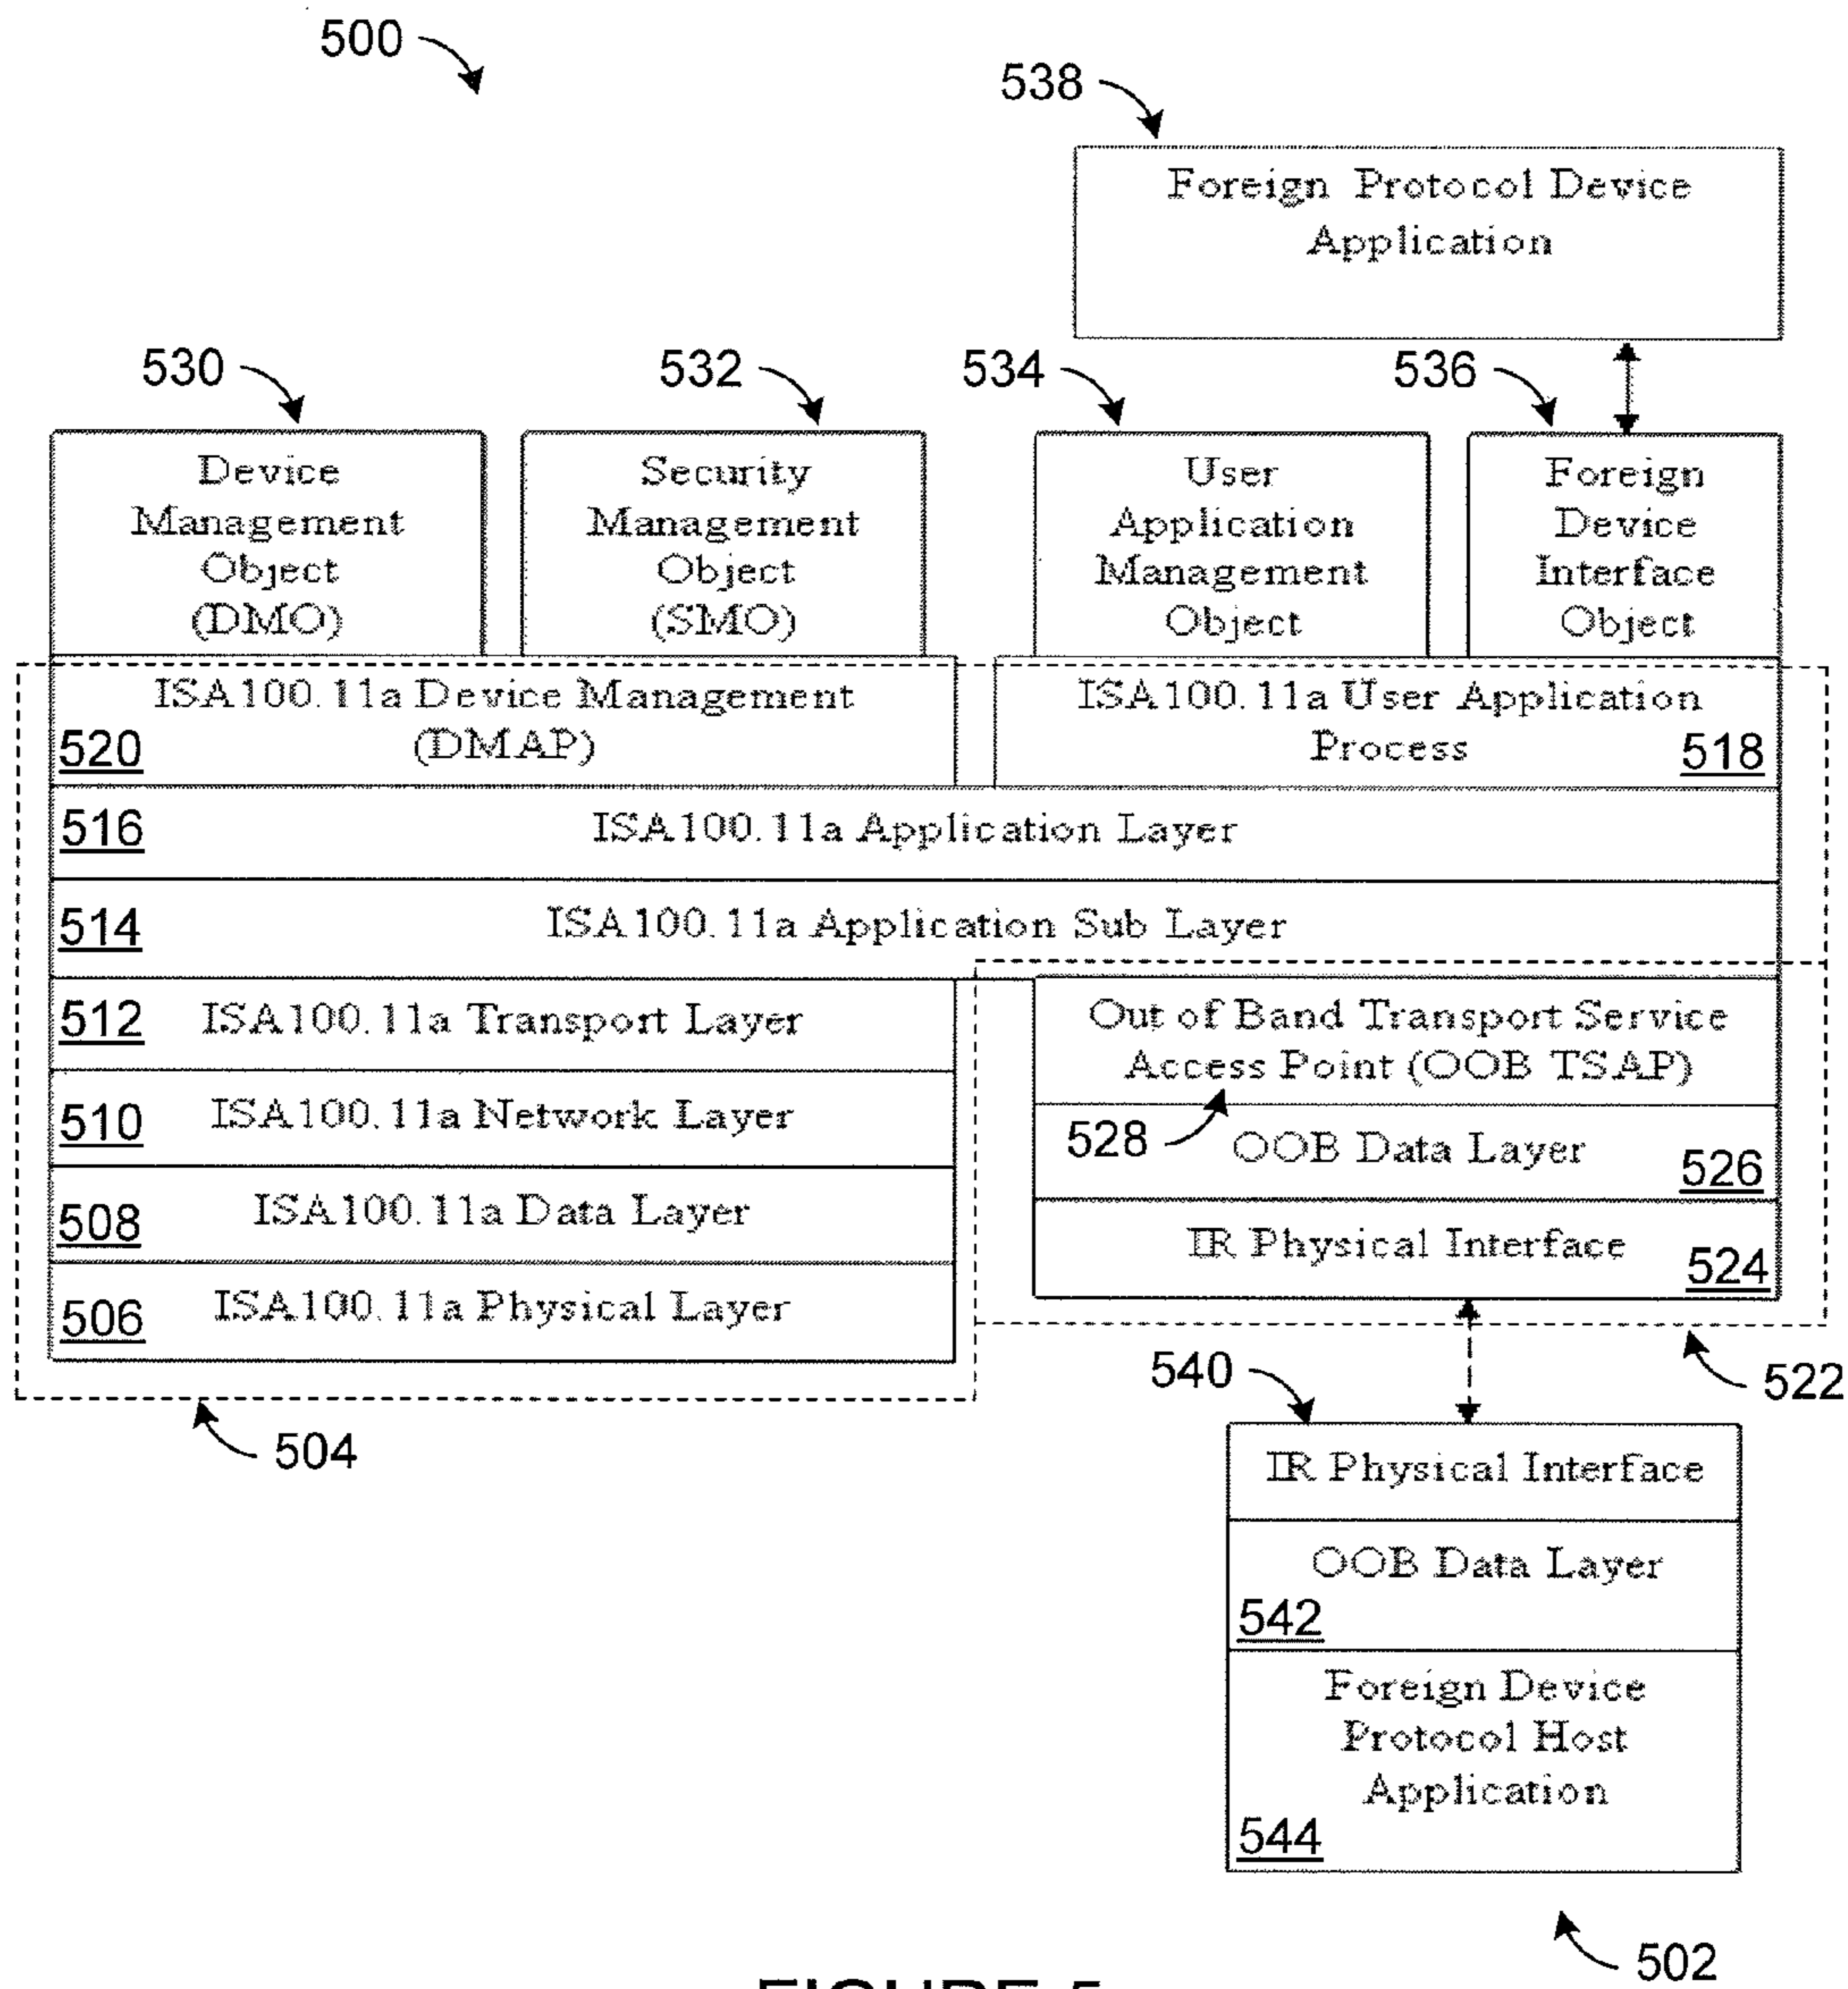 500
538
Foreign Protocol Device
Application
530
532
534
536
Device
Management
Object
(DMO)
Security
Management
Object
(SMO)
User
Application
Management
Object
Foreign
Device
Interface
Object
ISA100.11a Device Management
(DMAP)
520
ISA100.11a User Application
Process
518
516
ISA100.11a Application Layer
514
ISA100.11a Application Sub Layer
512
ISA100.11a Transport Layer
510
ISA100.11a Network Layer
508
ISA100.11a Data Layer
506
ISA100.11a Physical Layer
504
Out of Band Transport Service
Access Point (OOB TSAP)
528
OOB Data Layer
526
IR Physical Interface
524
522
540
IR Physical Interface
OOB Data Layer
542
Foreign Device
Protocol Host
Application
544
502
FIGURE 5